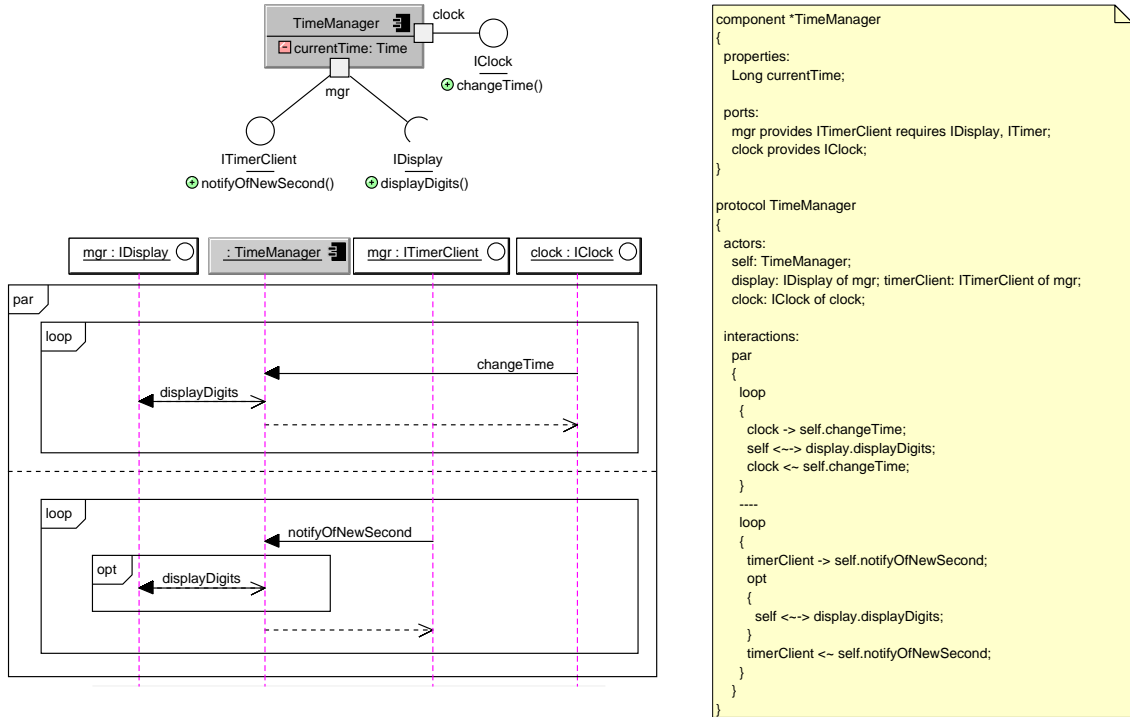 TimeManager
currentTime: Time
clock
IClock
changeTime()
mgr
ITimerClient
notifyOfNewSecond()
IDisplay
displayDigits()
mgr : IDisplay
: TimeManager
mgr : ITimerClient
clock : IClock
par
loop
changeTime
displayDigits
loop
notifyOfNewSecond
opt
displayDigits
component *TimeManager
{
properties:
Long currentTime;
ports:
mgr provides ITimerClient requires IDisplay, ITimer;
clock provides IClock;
}
protocol TimeManager
{
actors:
self: TimeManager;
display: IDisplay of mgr; timerClient: ITimerClient of mgr;
clock: IClock of clock;
interactions:
par
{
loop
{
clock -> self.changeTime;
self <~-> display.displayDigits;
clock <~ self.changeTime;
}
----
loop
{
timerClient -> self.notifyOfNewSecond;
opt
{
self <~-> display.displayDigits;
}
timerClient <~ self.notifyOfNewSecond;
}
}
}